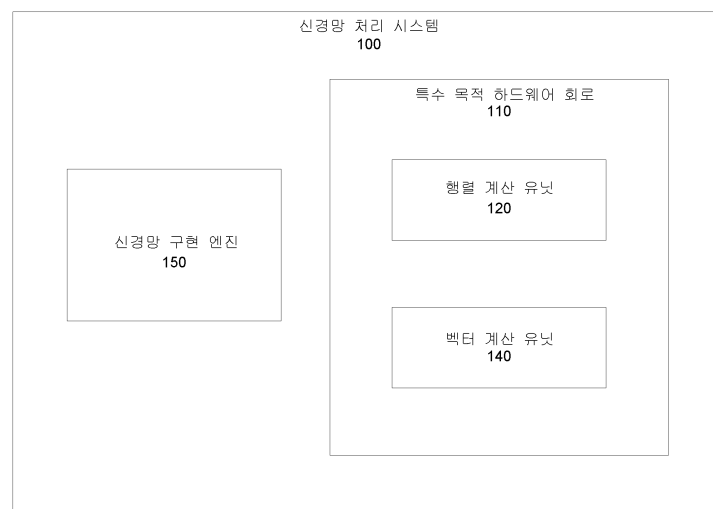 신경망 처리 시스템
100
특수 목적 하드웨어 회로
110
행렬 계산 유닛
120
신경망 구현 엔진
150
벡터 계산 유닛
140